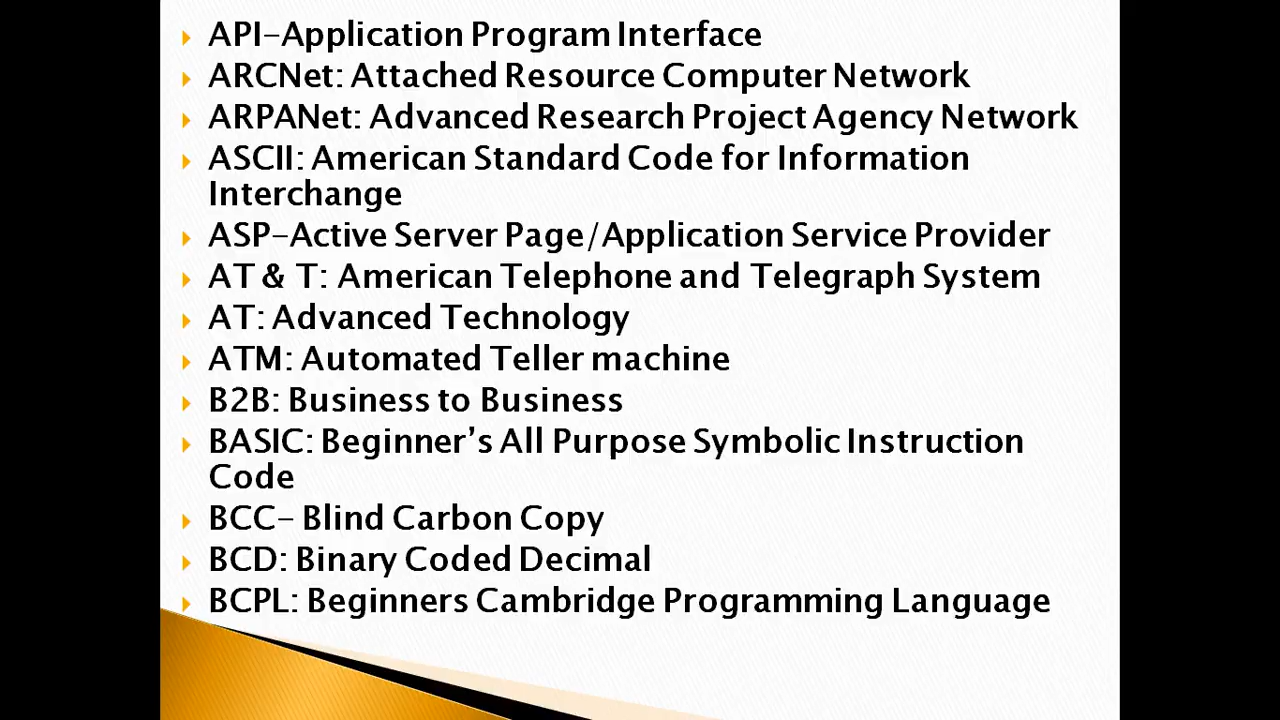 API-Application Program Interface
ARCNet: Attached Resource Computer Network
ARPANet: Advanced Research Project Agency Network
ASCII: American Standard Code for Information
Interchange
ASP-Active Server Page/Application Service Provider
AT & T: American Telephone and Telegraph System
AT: Advanced Technology
ATM: Automated Teller machine
B2B: Business to Business
BASIC: Beginner’s All Purpose Symbolic Instruction
Code
BCC- Blind Carbon Copy
BCD: Binary Coded Decimal
BCPL: Beginners Cambridge Programming Language